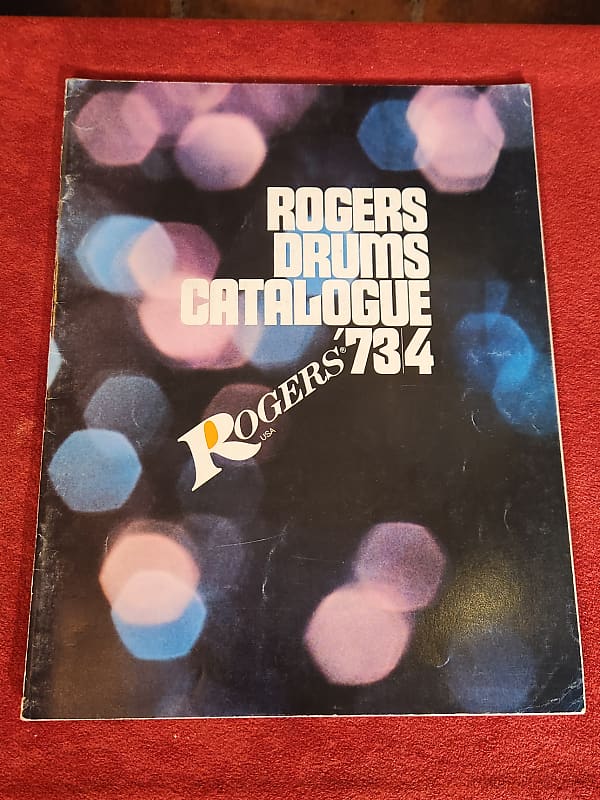 ROGERS
DRUMS
CATALOGUE
'73|4
ROGERS®
USA